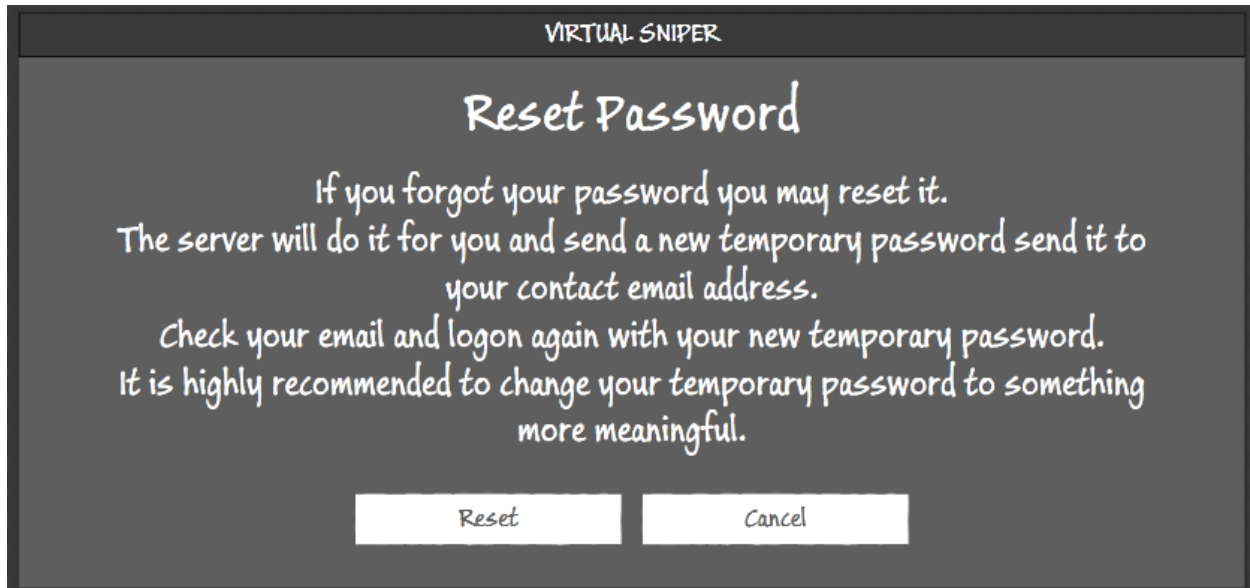 VIRTUAL SNIPER
Reset Password
If you forgot your password you may reset it.
The server will do it for you and send a new temporary password send it to
your contact email address.
Check your email and logon again with your new temporary password.
It is highly recommended to change your temporary password to something
more meaningful.
Reset Cancel